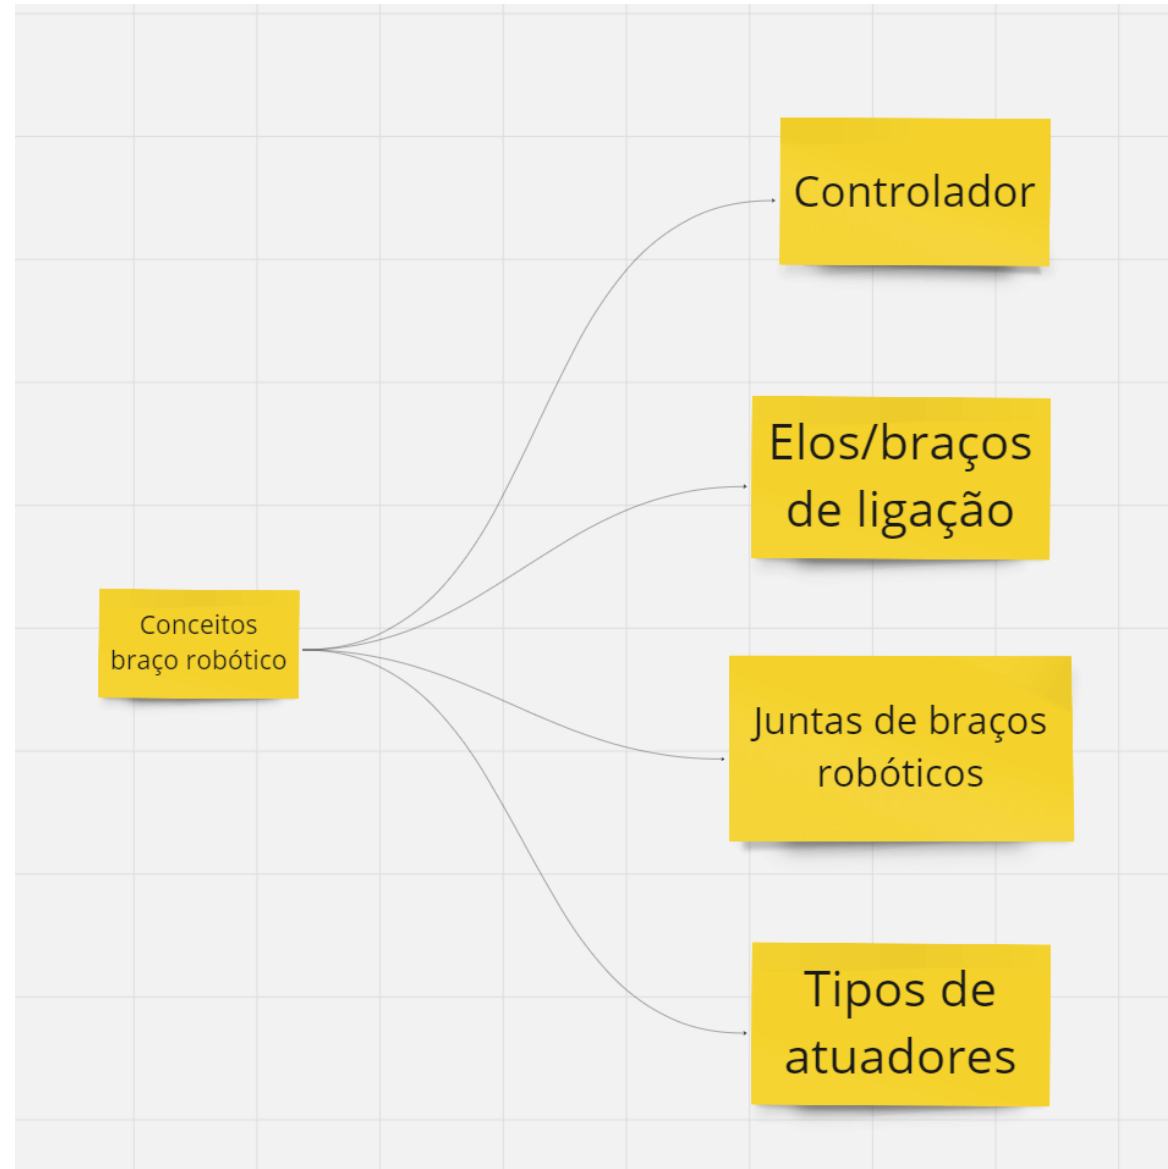 Controlador
Elos/braços
de ligação
Conceitos
braço robótico
Juntas de braços
robóticos
Tipos de
atuadores